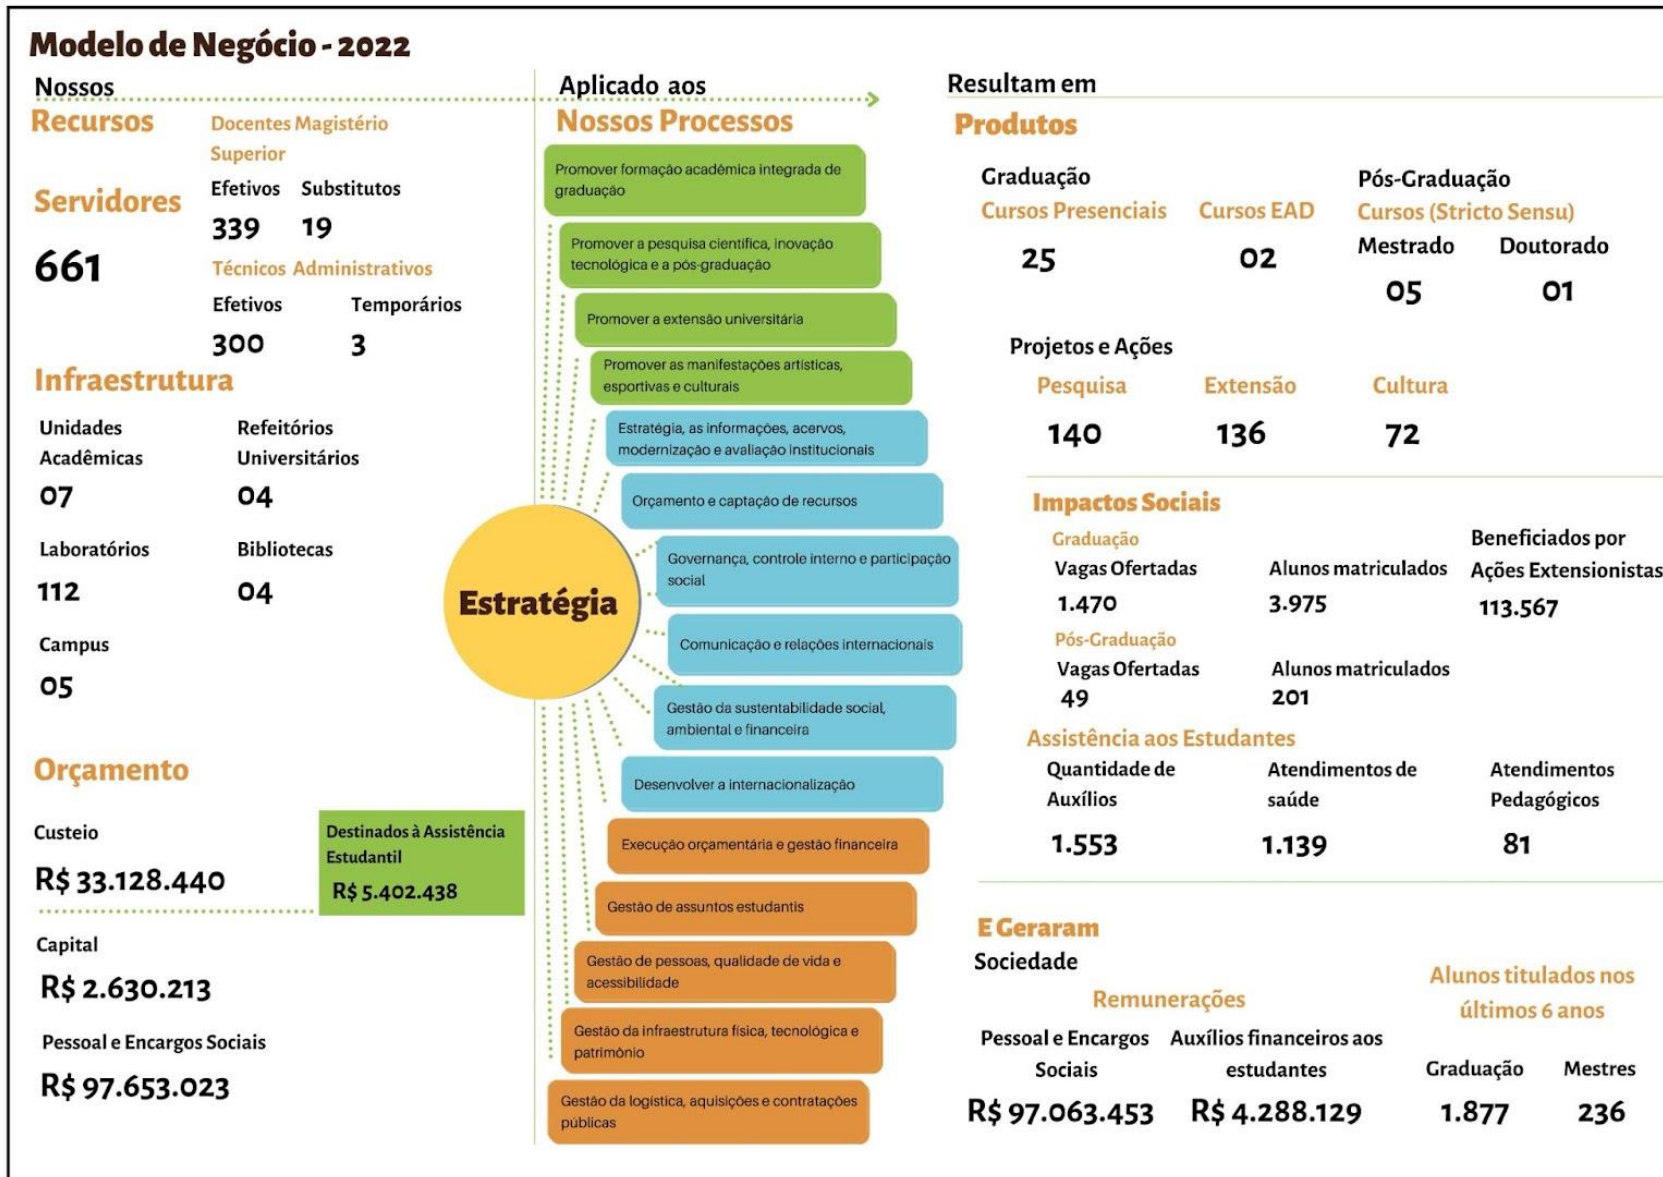 Modelo de Negócio - 2022
Nossos
Recursos
Servidores
661
Docentes Magistério
Superior
Efetivos Substitutos
339 19
Técnicos Administrativos
Efetivos Temporários
300 3
Infraestrutura
Unidades
Acadêmicas
07
Refeitórios
Universitários
04
Laboratórios
112
Bibliotecas
04
Campus
05
Orçamento
Custeio
R$ 33.128.440
Destinados à Assistência
Estudantil
R$ 5.402.438
Capital
R$ 2.630.213
Pessoal e Encargos Sociais
R$ 97.653.023
Estratégia
Aplicado aos
Nossos Processos
Promover formação acadêmica integrada de
graduação
Promover a pesquisa científica, inovação
tecnológica e a pós-graduação
Promover a extensão universitária
Promover as manifestações artísticas,
esportivas e culturais
Estratégia, as informações, acervos,
modernização e avaliação institucionais
Orçamento e captação de recursos
Governança, controle interno e participação
social
Comunicação e relações internacionais
Gestão da sustentabilidade social,
ambiental e financeira
Desenvolver a internacionalização
Execução orçamentária e gestão financeira
Gestão de assuntos estudantis
Gestão de pessoas, qualidade de vida e
acessibilidade
Gestão da infraestrutura física, tecnológica e
patrimônio
Gestão da logística, aquisições e contratações
públicas
Resultam em
Produtos
Graduação
Cursos Presenciais Cursos EAD
25 02
Pós-Graduação
Cursos (Stricto Sensu)
Mestrado Doutorado
05 01
Projetos e Ações
Pesquisa Extensão Cultura
140 136 72
Impactos Sociais
Graduação
Vagas Ofertadas Alunos matriculados
1.470 3.975
Beneficiados por
Ações Extensionistas
113.567
Pós-Graduação
Vagas Ofertadas Alunos matriculados
49 201
Assistência aos Estudantes
Quantidade de
Auxílios
1.553
Atendimentos de
saúde
1.139
Atendimentos
Pedagógicos
81
E Geraram
Sociedade
Remunerações
Pessoal e Encargos
Sociais
R$ 97.063.453
Auxílios financeiros aos
estudantes
R$ 4.288.129
Alunos titulados nos
últimos 6 anos
Graduação Mestres
1.877 236